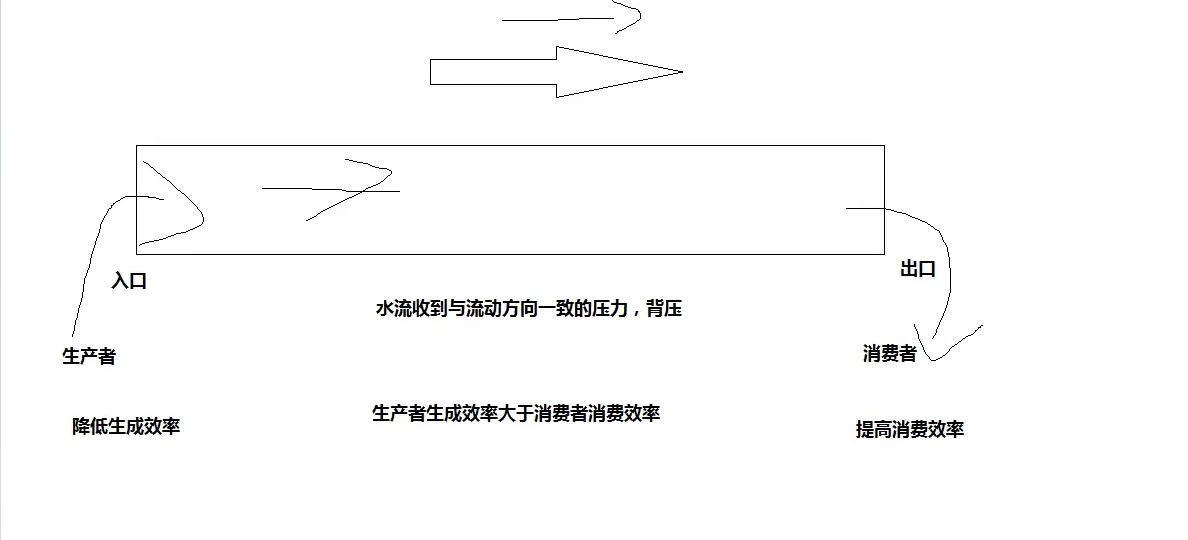 入口
出口
水流收到与流动方向一致的压力，背压
生产者
消费者
降低生成效率
生产者生成效率大于消费者消费效率
提高消费效率